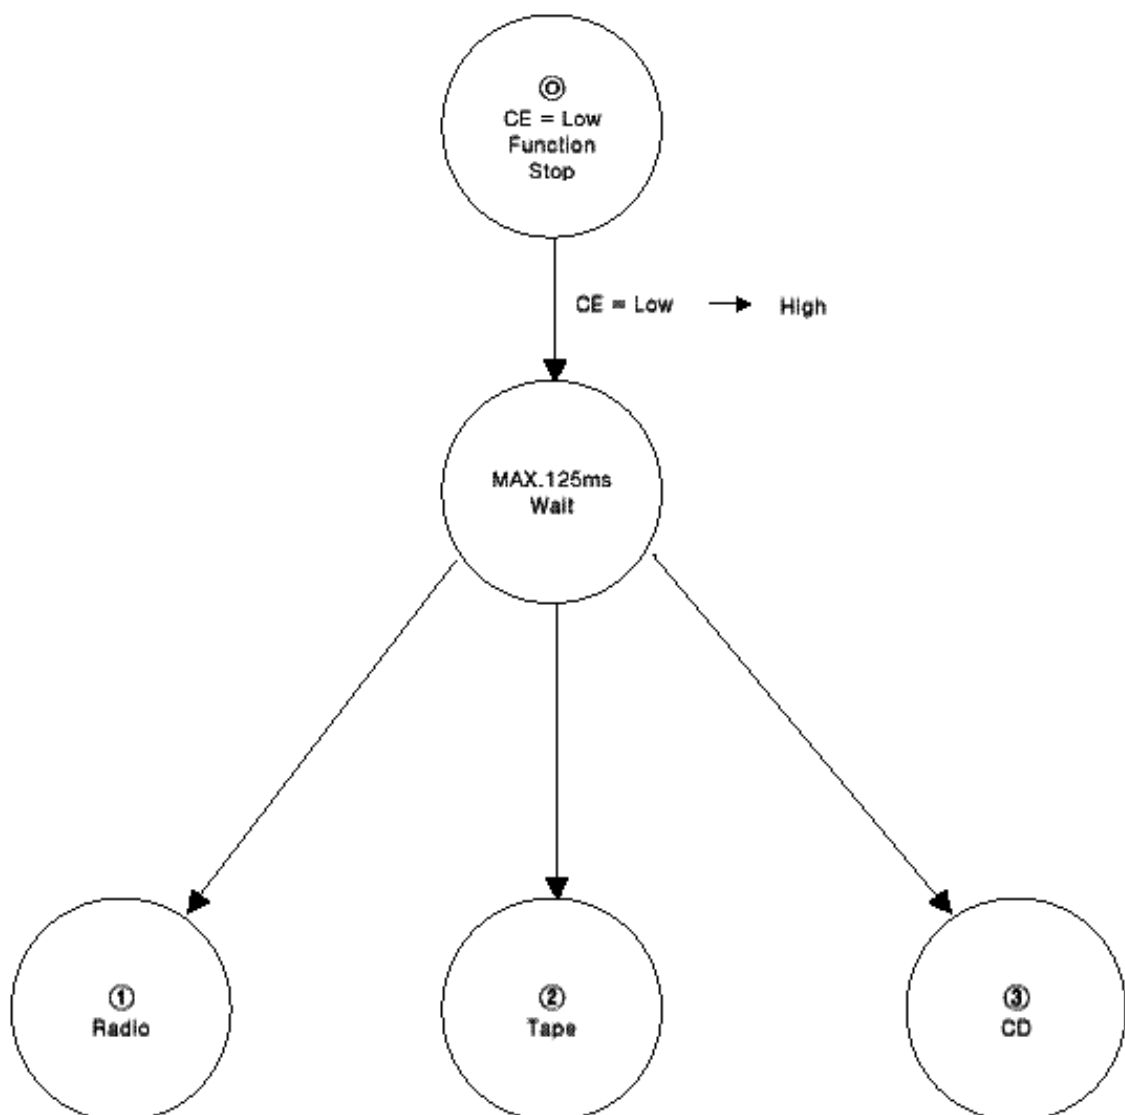 ⓪
CE = Low
Function
Stop
CE = Low → High
MAX.125ms
Wait
①
Radio
②
Tape
③
CD